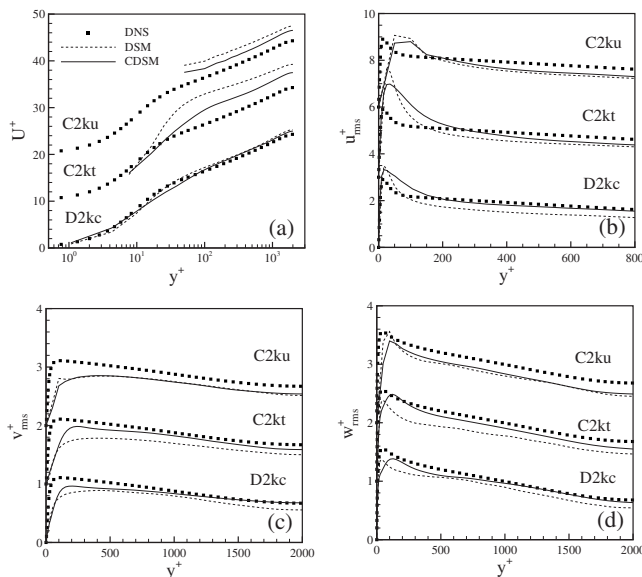 60
50
40
30
20
10
0
U+
DNS
DSM
CDSM
C2ku
C2kt
D2kc
(a)
10^0 10^1 10^2 10^3
y+
10
8
6
4
2
0
u+rms
C2ku
C2kt
D2kc
(b)
0 200 400 600 800
y+
4
3
2
1
0
v+rms
C2ku
C2kt
D2kc
(c)
0 500 1000 1500 2000
y+
4
3
2
1
0
w+rms
C2ku
C2kt
D2kc
(d)
0 500 1000 1500 2000
y+